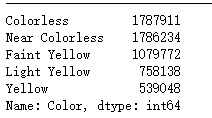 Colorless 1787911
Near Colorless 1786234
Faint Yellow 1079772
Light Yellow 758138
Yellow 539048
Name: Color, dtype: int64